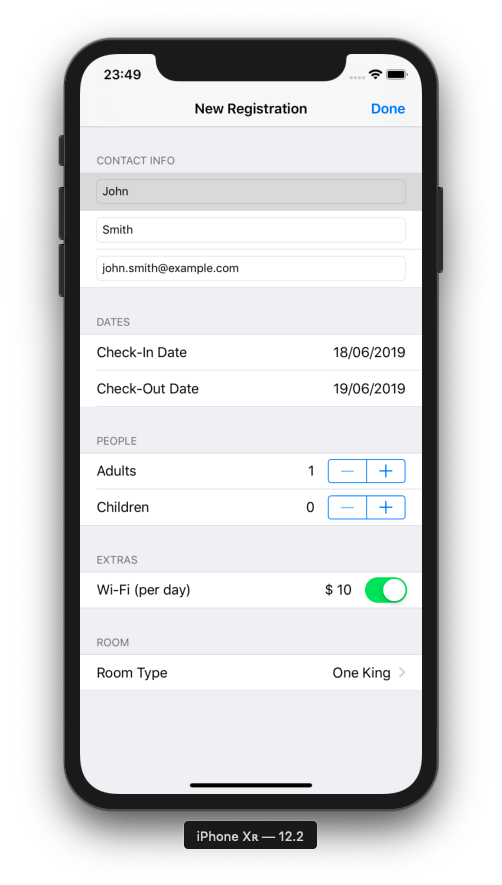 23:49
New Registration Done
CONTACT INFO
John
Smith
john.smith@example.com
DATES
Check-In Date 18/06/2019
Check-Out Date 19/06/2019
PEOPLE
Adults 1 — +
Children 0 — +
EXTRAS
Wi-Fi (per day) $ 10
ROOM
Room Type One King
iPhone Xʀ — 12.2